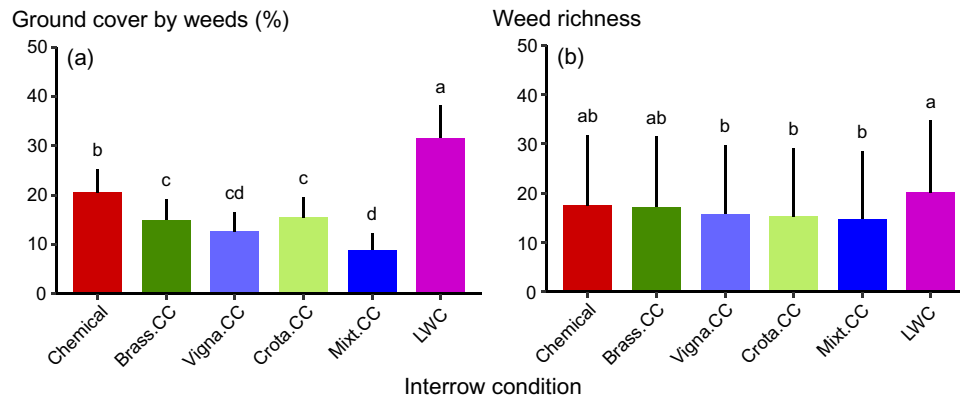 Ground cover by weeds (%)
(a)
50
40
30
20
10
0
b
c
cd
c
d
a
Chemical
Brass.CC
Vigna.CC
Crota.CC
Mixt.CC
LWC
Weed richness
(b)
50
40
30
20
10
0
ab
ab
b
b
b
a
Chemical
Brass.CC
Vigna.CC
Crota.CC
Mixt.CC
LWC
Interrow condition